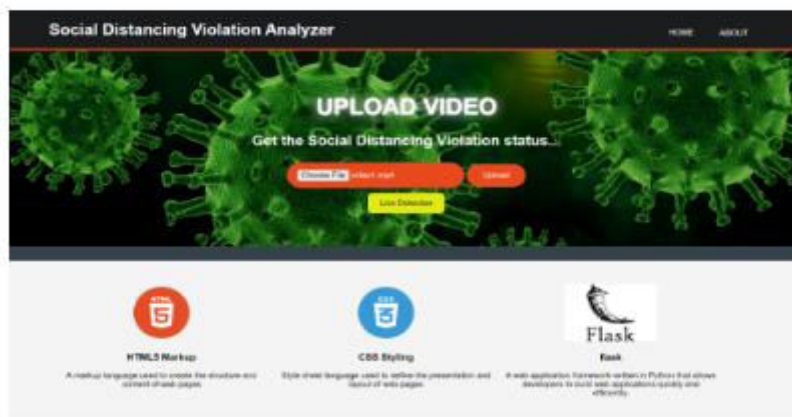 Social Distancing Violation Analyzer
HOME ABOUT
UPLOAD VIDEO
Get the Social Distancing Violation status...
Choose File
Upload
Live Detection
HTML
5
CSS
3
Flask
HTML5 Markup
CSS Styling
flask
A markup language used to create the structure and
content of web pages.
Style sheet language used to define the presentation and
layout of web pages.
A web application framework written in Python that allows
developers to build web applications quickly and
efficiently.